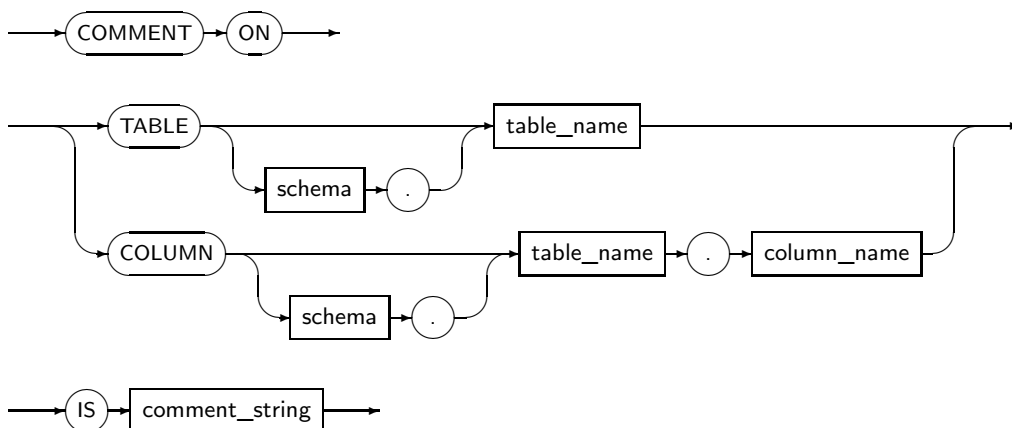 COMMENT ON
TABLE table_name
schema .
COLUMN table_name . column_name
schema .
IS comment_string